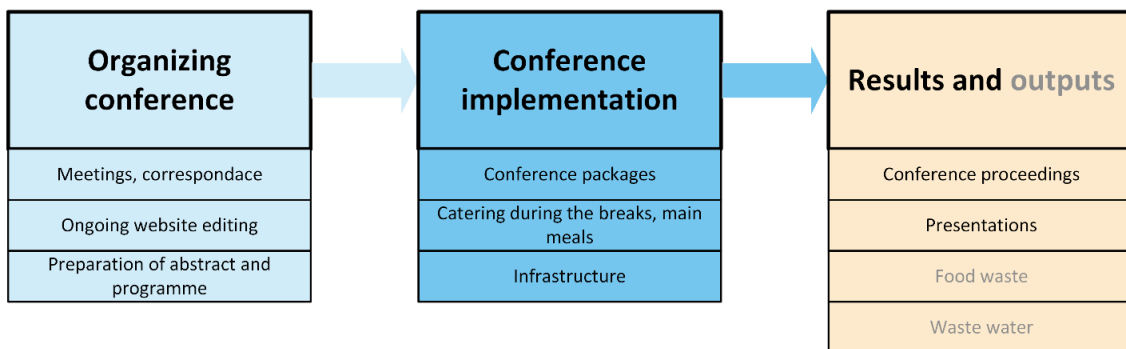 Organizing
conference
Meetings, correspondace
Ongoing website editing
Preparation of abstract and
programme
Conference
implementation
Conference packages
Catering during the breaks, main
meals
Infrastructure
Results and outputs
Conference proceedings
Presentations
Food waste
Waste water